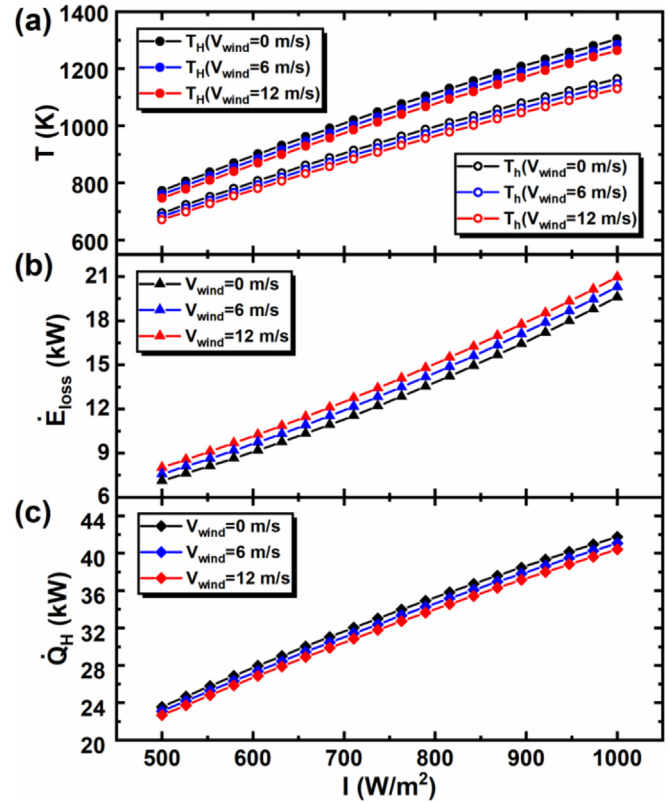 (a)
1400
1200
1000
800
600
T (K)
T_H(V_wind=0 m/s)
T_H(V_wind=6 m/s)
T_H(V_wind=12 m/s)
T_h(V_wind=0 m/s)
T_h(V_wind=6 m/s)
T_h(V_wind=12 m/s)
(b)
21
18
15
12
9
6
Ė_loss (kW)
V_wind=0 m/s
V_wind=6 m/s
V_wind=12 m/s
(c)
44
40
36
32
28
24
20
Q̇_H (kW)
V_wind=0 m/s
V_wind=6 m/s
V_wind=12 m/s
500 600 700 800 900 1000
I (W/m²)